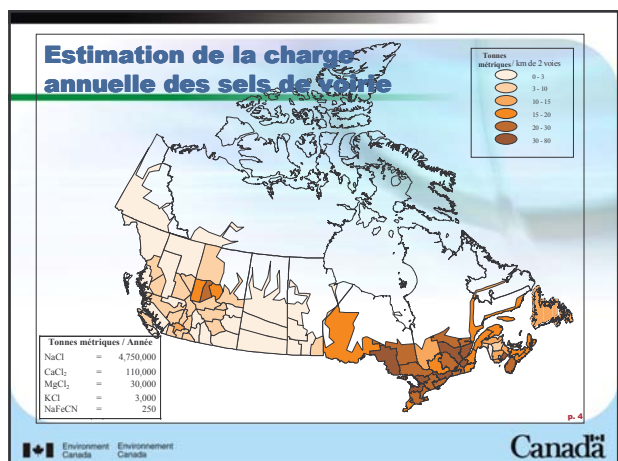 Estimation de la charge
annuelle des sels de voirie
Tonnes
métriques / km de 2 voies
0 - 3
3 - 10
10 - 15
15 - 20
20 - 30
30 - 80
Tonnes métriques / Année
NaCl = 4,750,000
CaCl₂ = 110,000
MgCl₂ = 30,000
KCl = 3,000
NaFeCN = 250
p. 4
Environment Environnement
Canada Canada
Canada